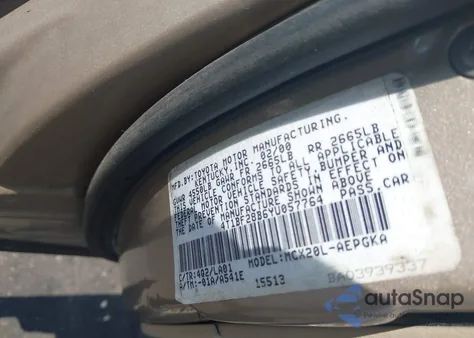 MFD.BY:TOYOTA MOTOR MANUFACTURING,
KENTUCKY, INC. 02/00
GVWR 4550LB GAWR FR 2665LB RR 2665LB
THIS VEHICLE CONFORMS TO ALL APPLICABLE
FEDERAL MOTOR VEHICLE SAFETY, BUMPER, AND
THEFT PREVENTION STANDARDS IN EFFECT ON
THE DATE OF MANUFACTURE SHOWN ABOVE.
4T1BF28B6YU057764 PASS.CAR
C/TR:4Q2/LA01 MODEL:MCX20L-AEPGKA
A/TM:-01A/A541E
15513 BA03939337
autaSnap